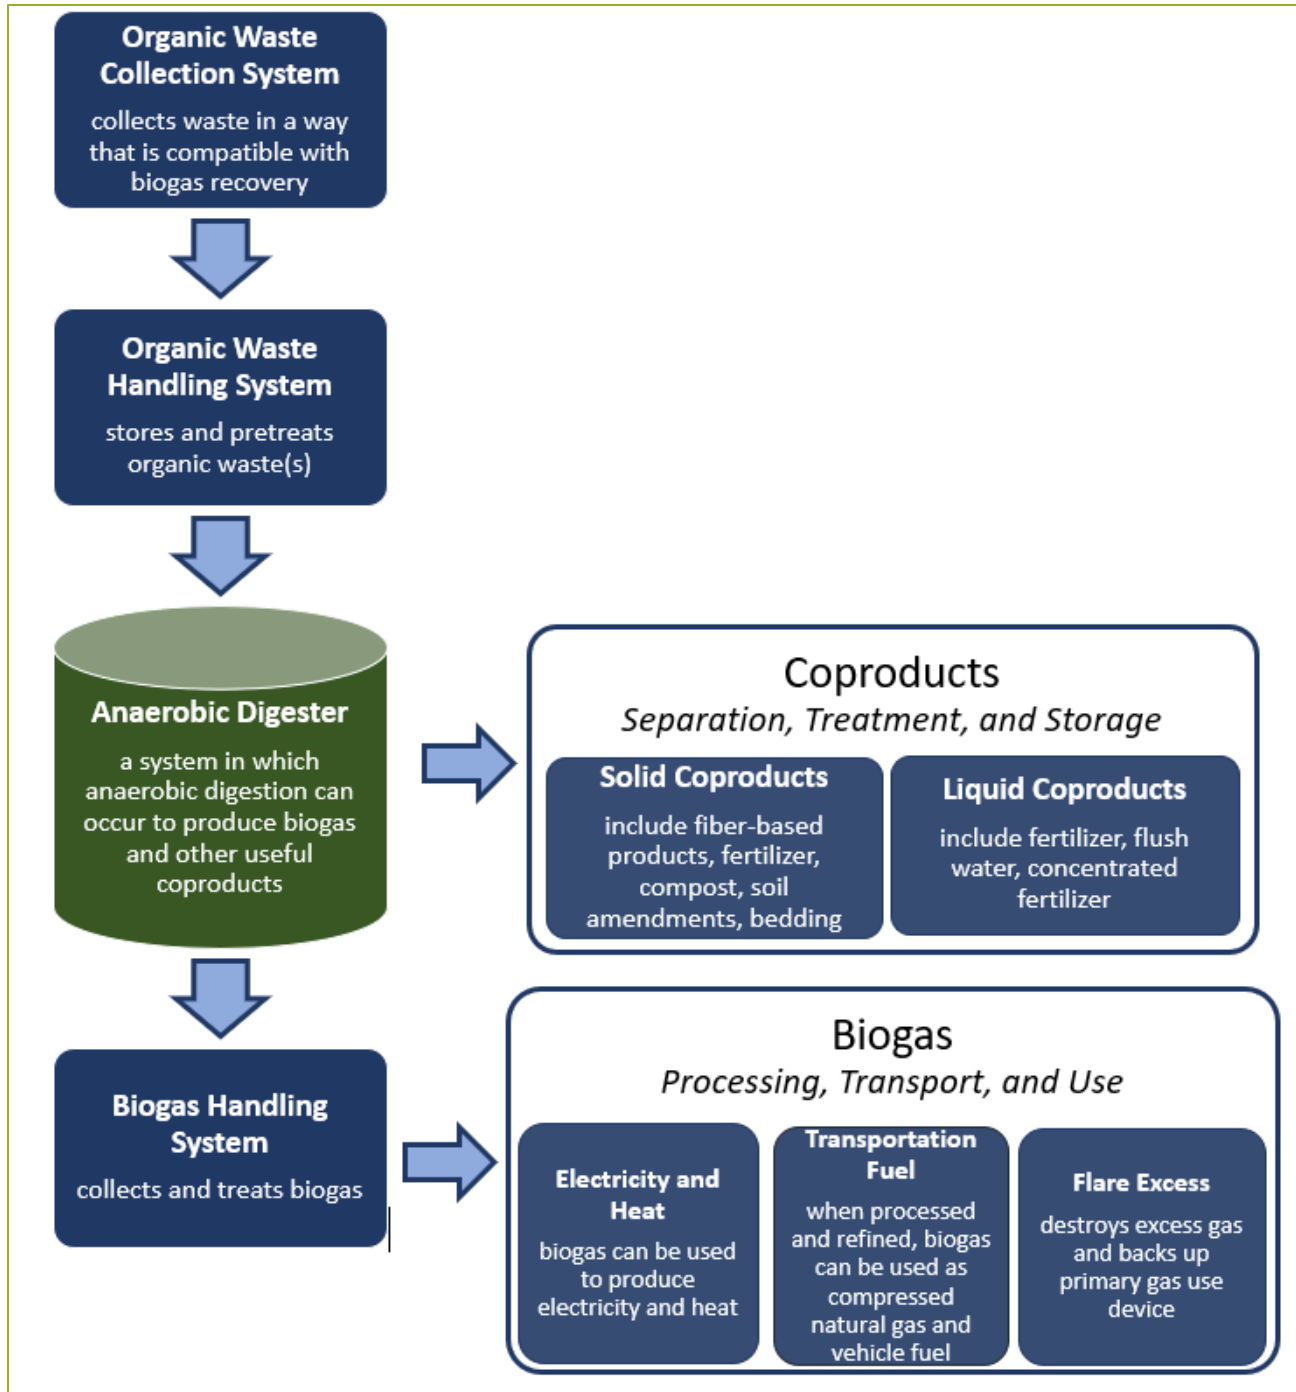 Organic Waste
Collection System
collects waste in a way
that is compatible with
biogas recovery
Organic Waste
Handling System
stores and pretreats
organic waste(s)
Anaerobic Digester
a system in which
anaerobic digestion can
occur to produce biogas
and other useful
coproducts
Coproducts
Separation, Treatment, and Storage
Solid Coproducts
include fiber-based
products, fertilizer,
compost, soil
amendments, bedding
Liquid Coproducts
include fertilizer, flush
water, concentrated
fertilizer
Biogas Handling
System
collects and treats biogas
Biogas
Processing, Transport, and Use
Electricity and
Heat
biogas can be used
to produce
electricity and heat
Transportation
Fuel
when processed
and refined, biogas
can be used as
compressed
natural gas and
vehicle fuel
Flare Excess
destroys excess gas
and backs up
primary gas use
device